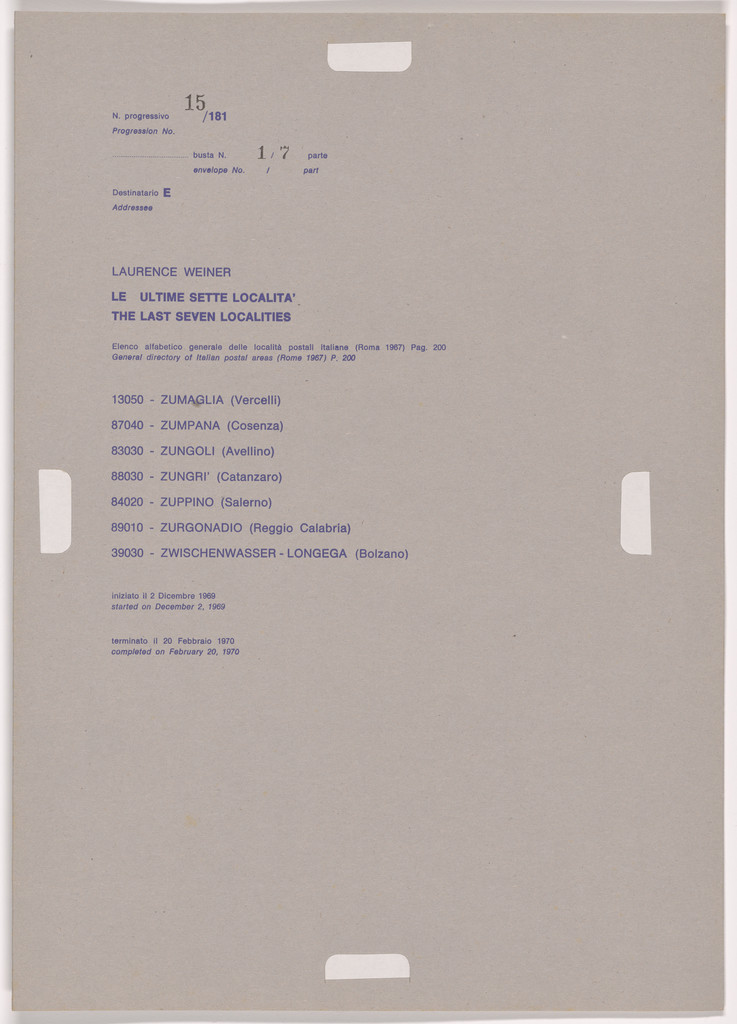 15
N. progressivo /181
Progression No.
busta N. 1 / 7 parte
envelope No. / part
Destinatario E
Addressee
LAURENCE WEINER
LE ULTIME SETTE LOCALITA'
THE LAST SEVEN LOCALITIES
Elenco alfabetico generale delle località postali italiane (Roma 1967) Pag. 200
General directory of Italian postal areas (Rome 1967) P. 200
13050 - ZUMAGLIA (Vercelli)
87040 - ZUMPANA (Cosenza)
83030 - ZUNGOLI (Avellino)
88030 - ZUNGRI' (Catanzaro)
84020 - ZUPPINO (Salerno)
89010 - ZURGONADIO (Reggio Calabria)
39030 - ZWISCHENWASSER - LONGEGA (Bolzano)
iniziato il 2 Dicembre 1969
started on December 2, 1969
terminato il 20 Febbraio 1970
completed on February 20, 1970